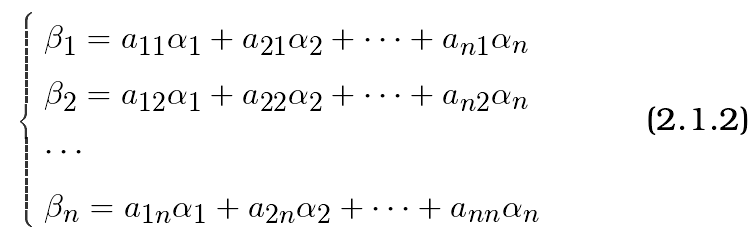 β₁ = a₁₁α₁ + a₂₁α₂ + ⋯ + aₙ₁αₙ
β₂ = a₁₂α₁ + a₂₂α₂ + ⋯ + aₙ₂αₙ
(2.1.2)
⋯
βₙ = a₁ₙα₁ + a₂ₙα₂ + ⋯ + aₙₙαₙ